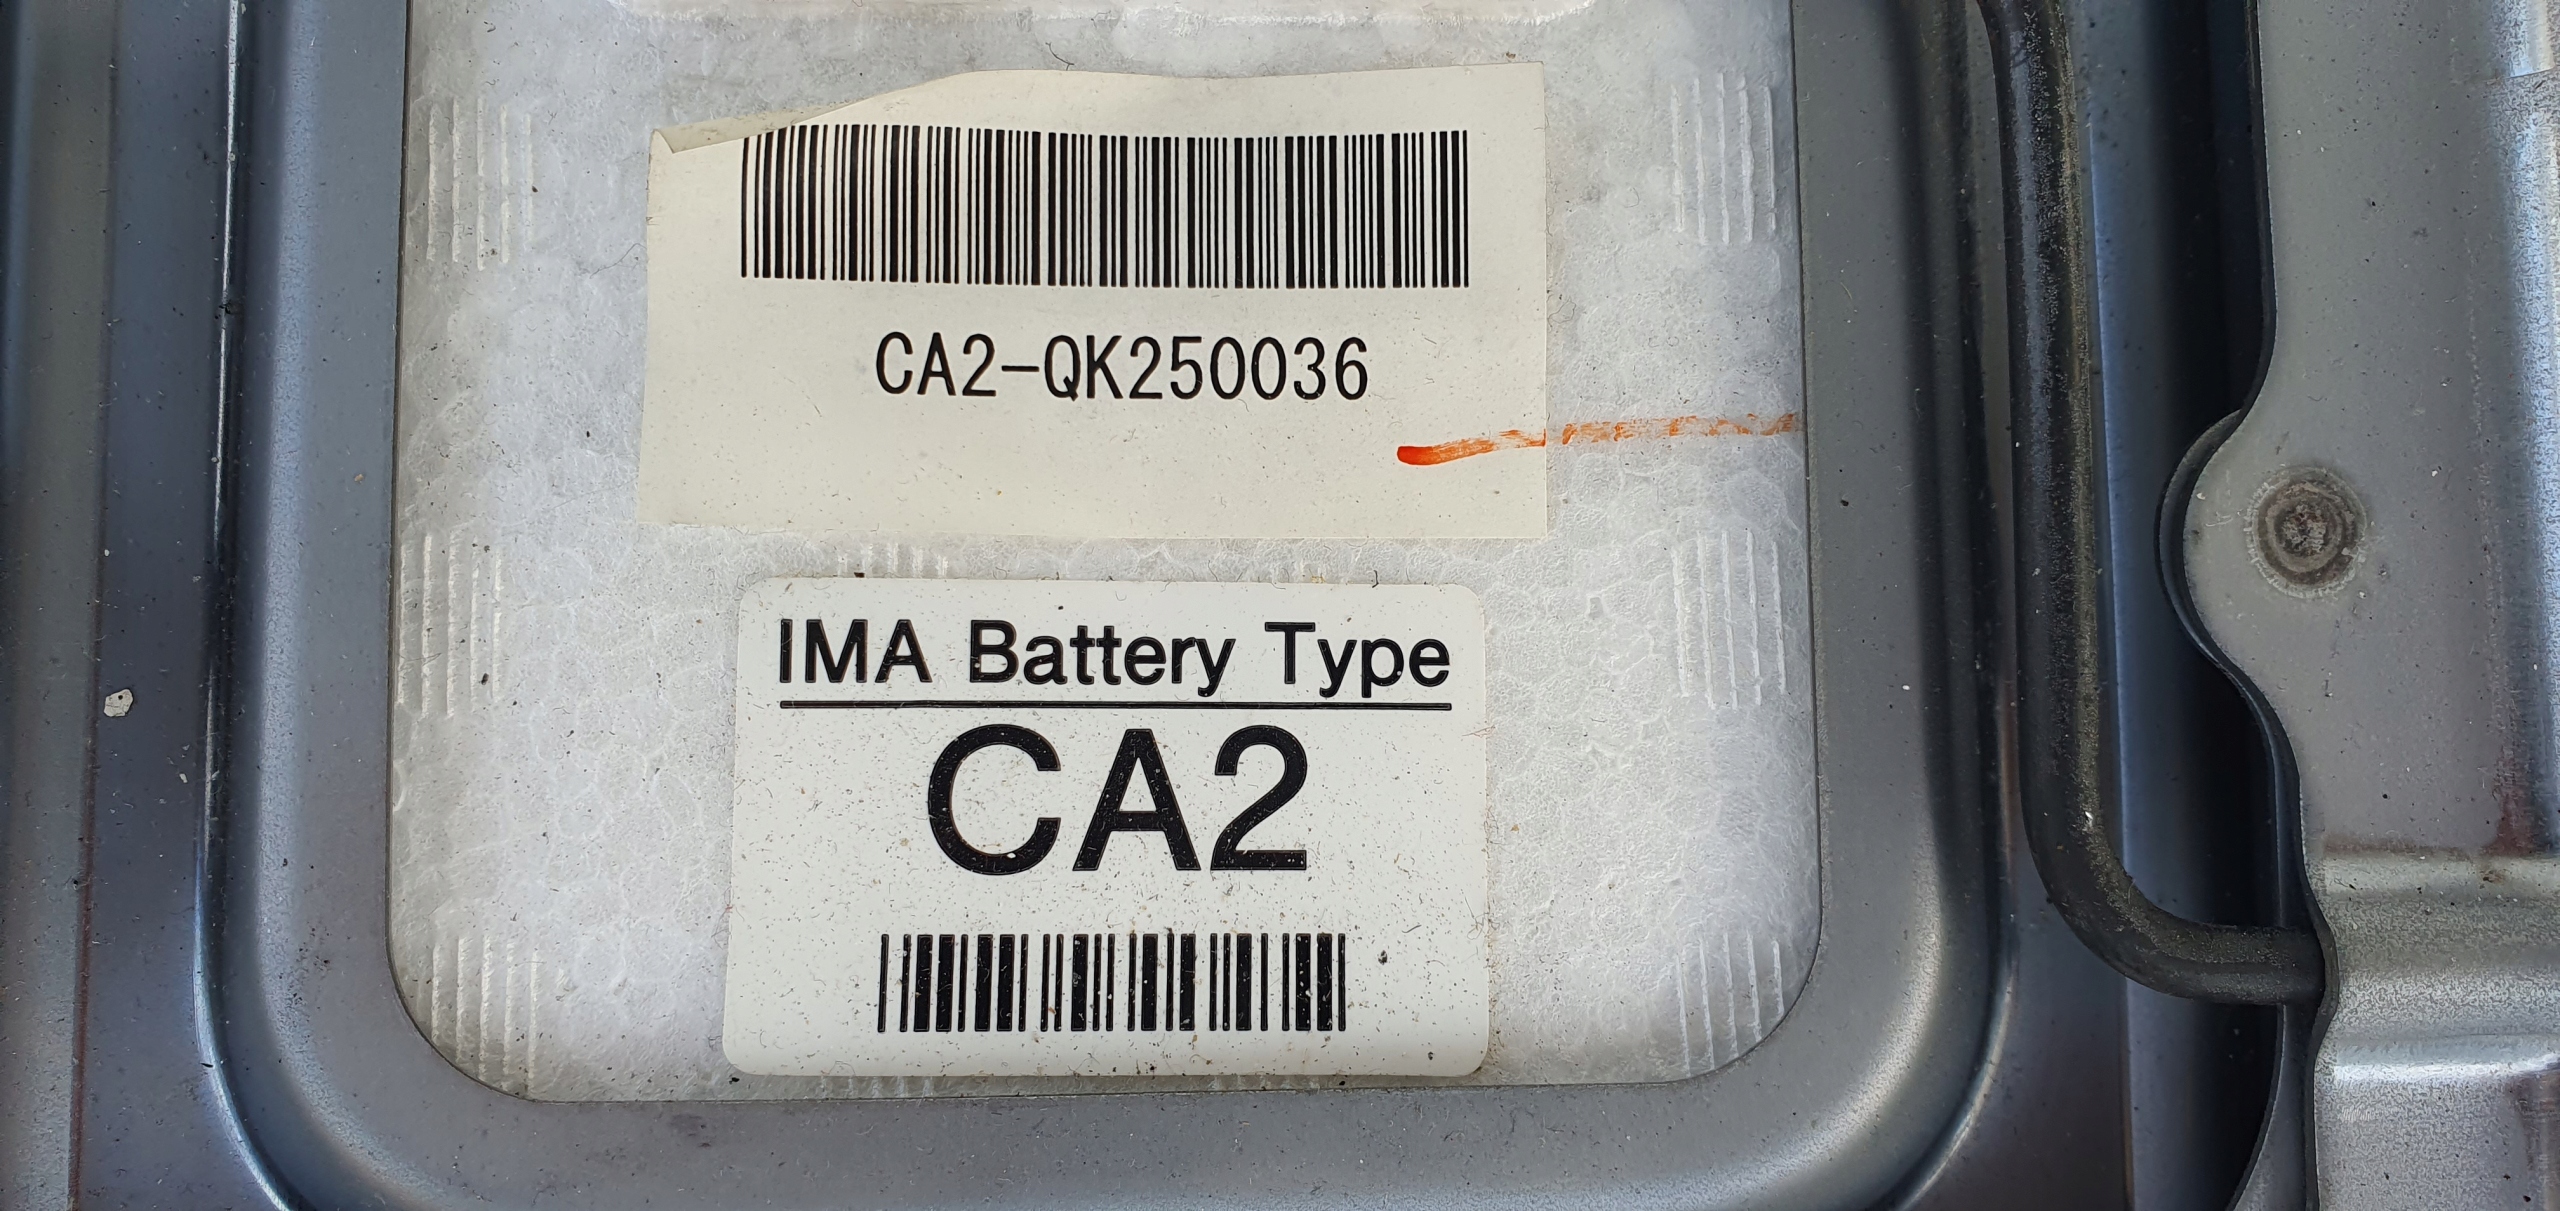 CA2-QK250036
IMA Battery Type
CA2